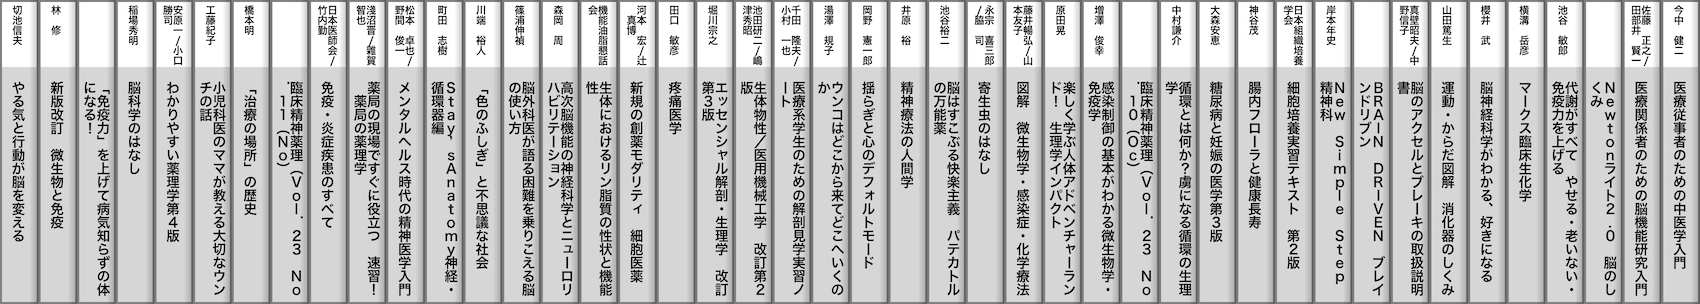 今中　健二
医療従事者のための中医学入門
佐藤　正之／
田部井　賢一
医療関係者のための脳機能研究入門
Ｎｅｗｔｏｎライト２．０　脳のし
くみ
池谷　敏郎
代謝がすべて　やせる・老いない・
免疫力を上げる
横溝　岳彦
マークス臨床生化学
櫻井　武
脳神経科学がわかる、好きになる
山田篤生
運動・からだ図解　消化器のしくみ
真壁昭夫／中
野信子
脳のアクセルとブレーキの取扱説明
書
ＢＲＡＩＮ　ＤＲＩＶＥＮ　ブレイ
ンドリブン
岸本年史
Ｎｅｗ　Ｓｉｍｐｌｅ　Ｓｔｅｐ
精神科
日本組織培養
学会
細胞培養実習テキスト　第２版
神谷茂
腸内フローラと健康長寿
大森安恵
糖尿病と妊娠の医学第３版
中村謙介
循環とは何か？虜になる循環の生理
学
臨床精神薬理（Ｖｏｌ．２３　Ｎｏ
．１０（Ｏｃ）
増澤　俊幸
感染制御の基本がわかる微生物学・
免疫学
原田晃
楽しく学ぶ人体アドベンチャーラン
ド！　生理学インパクト
藤井暢弘／山
本友子
図解　微生物学・感染症・化学療法
永宗　喜三郎
／脇　司
寄生虫のはなし
池谷裕二
脳はすこぶる快楽主義　パテカトル
の万能薬
井原　裕
精神療法の人間学
岡野　憲一郎
揺らぎと心のデフォルトモード
湯澤　規子
ウンコはどこから来てどこへいくの
か
千田　隆夫／
小村　一也
医療系学生のための解剖見学実習ノ
ート
池田研二／嶋
津秀昭
生体物性／医用機械工学　改訂第２
版
堀川宗之
エッセンシャル解剖・生理学　改訂
第３版
田口　敏彦
疼痛医学
河本　宏／辻
　真博
新規の創薬モダリティ　細胞医薬
機能油脂懇話
会
生体におけるリン脂質の性状と機能
性
森岡　周
高次脳機能の神経科学とニューロリ
ハビリテーション
篠浦伸禎
脳外科医が語る困難を乗りこえる脳
の使い方
川端　裕人
「色のふしぎ」と不思議な社会
町田　志樹
Ｓｔａｙ’ｓＡｎａｔｏｍｙ神経・
循環器編
松本　卓也／
野間　俊一
メンタルヘルス時代の精神医学入門
浅沼晋／雜賀
智也
薬局の現場ですぐに役立つ　速習！
　薬局の薬理学
日本医師会／
竹内勤
免疫・炎症疾患のすべて
臨床精神薬理（Ｖｏｌ．２３　Ｎｏ
．１１（Ｎｏ）
橋本明
「治療の場所」の歴史
工藤紀子
小児科医のママが教える大切なウン
チの話
安原一／小口
勝司
わかりやすい薬理学第４版
稲場秀明
脳科学のはなし
「免疫力」を上げて病気知らずの体
になる！
林　修
新版改訂　微生物と免疫
切池信夫
やる気と行動が脳を変える